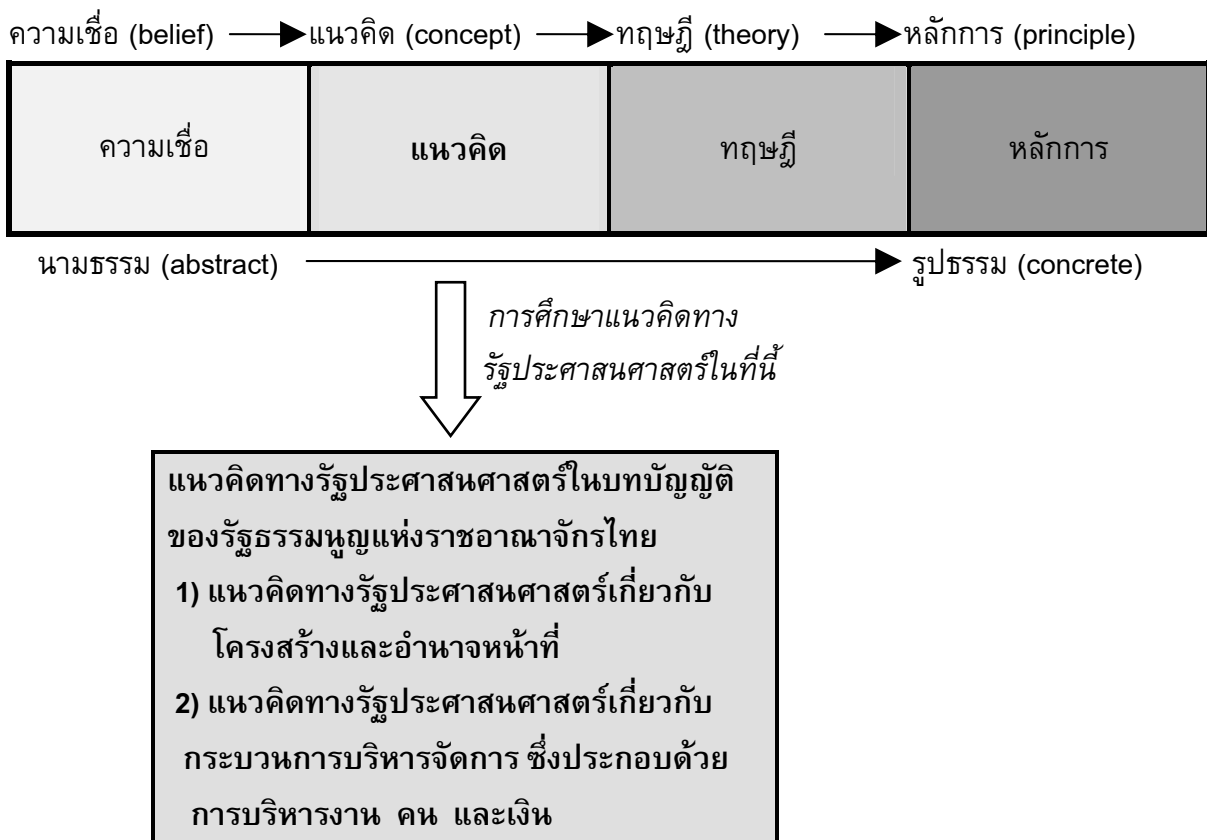 ความเชื่อ (belief) แนวคิด (concept) ทฤษฎี (theory) หลักการ (principle)
ความเชื่อ แนวคิด ทฤษฎี หลักการ
นามธรรม (abstract) รูปธรรม (concrete)
การศึกษาแนวคิดทาง
รัฐประศาสนศาสตร์ในที่นี้
แนวคิดทางรัฐประศาสนศาสตร์ในบทบัญญัติ
ของรัฐธรรมนูญแห่งราชอาณาจักรไทย
1) แนวคิดทางรัฐประศาสนศาสตร์เกี่ยวกับ
โครงสร้างและอำนาจหน้าที่
2) แนวคิดทางรัฐประศาสนศาสตร์เกี่ยวกับ
กระบวนการบริหารจัดการ ซึ่งประกอบด้วย
การบริหารงาน คน และเงิน